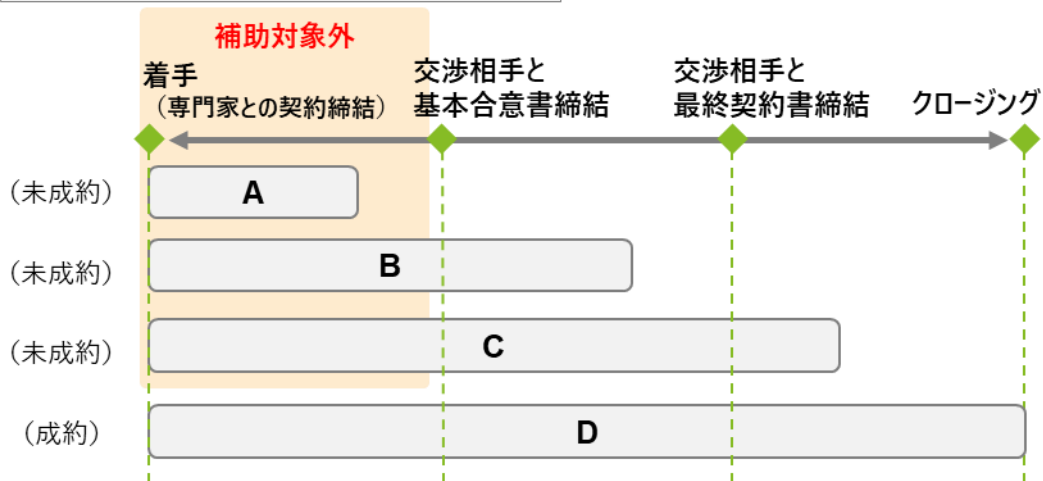 補助対象外
着手
(専門家との契約締結)
交渉相手と
基本合意書締結
交渉相手と
最終契約書締結
クロージング
(未成約)
A
(未成約)
B
(未成約)
C
(成約)
D